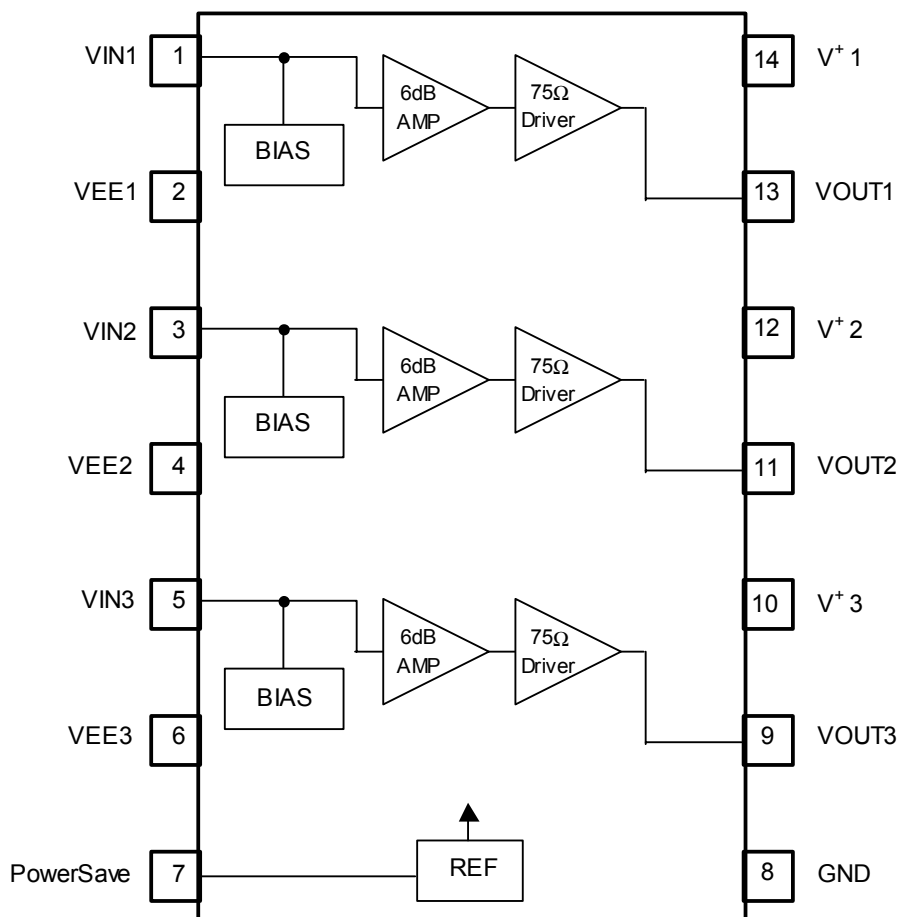 VIN1 1 14 V+ 1
6dB
AMP
75Ω
Driver
BIAS
VEE1 2 13 VOUT1
VIN2 3 12 V+ 2
6dB
AMP
75Ω
Driver
BIAS
VEE2 4 11 VOUT2
VIN3 5 10 V+ 3
6dB
AMP
75Ω
Driver
BIAS
VEE3 6 9 VOUT3
PowerSave 7 REF 8 GND